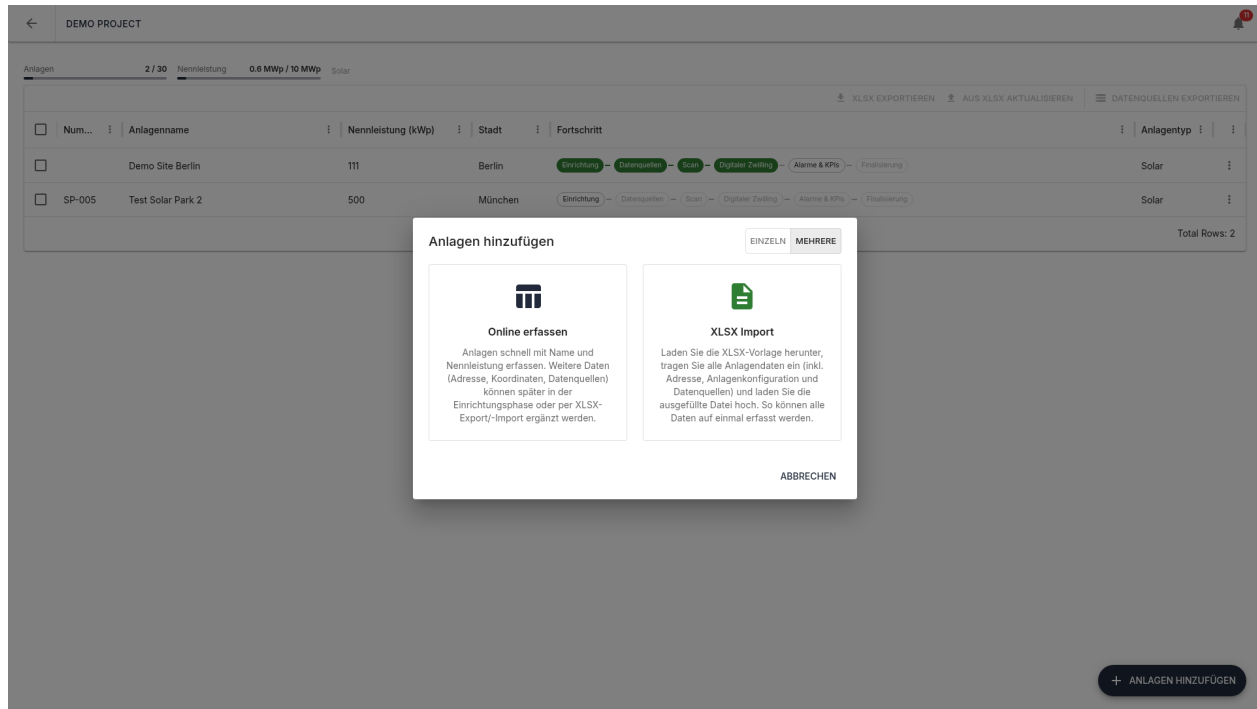 DEMO PROJECT
11
Anlagen 2 / 30 Nennleistung 0.6 MWp / 10 MWp Solar
XLSX EXPORTIEREN AUS XLSX AKTUALISIEREN DATENQUELLEN EXPORTIEREN
Num... Anlagenname Nennleistung (kWp) Stadt Fortschritt Anlagentyp
Demo Site Berlin 111 Berlin Einrichtung Datenquellen Scan Digitaler Zwilling Alarme & KPIs Finalisierung Solar
SP-005 Test Solar Park 2 500 München Einrichtung Datenquellen Scan Digitaler Zwilling Alarme & KPIs Finalisierung Solar
Total Rows: 2
Anlagen hinzufügen
EINZELN MEHRERE
Online erfassen
Anlagen schnell mit Name und
Nennleistung erfassen. Weitere Daten
(Adresse, Koordinaten, Datenquellen)
können später in der
Einrichtungsphase oder per XLSX-
Export/-Import ergänzt werden.
XLSX Import
Laden Sie die XLSX-Vorlage herunter,
tragen Sie alle Anlagendaten ein (inkl.
Adresse, Anlagenkonfiguration und
Datenquellen) und laden Sie die
ausgefüllte Datei hoch. So können alle
Daten auf einmal erfasst werden.
ABBRECHEN
ANLAGEN HINZUFÜGEN